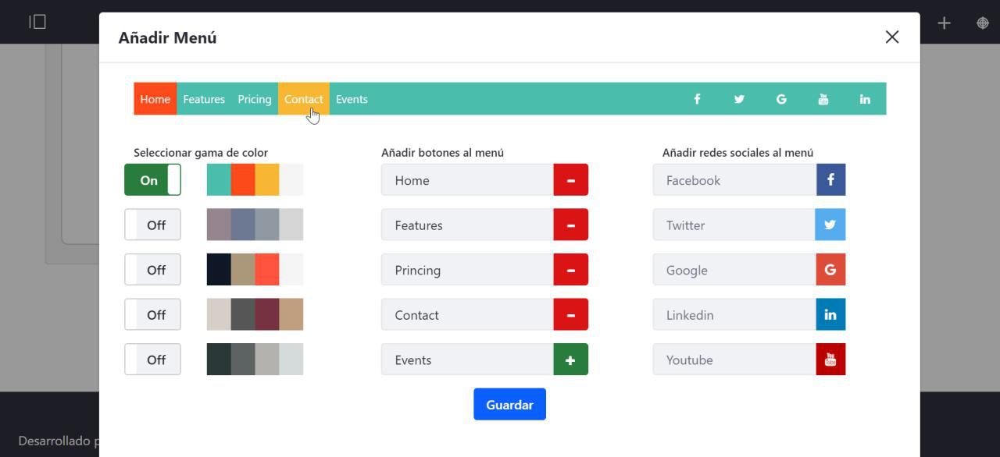 Añadir Menú
Home Features Pricing Contact Events
Seleccionar gama de color
Añadir botones al menú
Añadir redes sociales al menú
On
Home
Facebook
Off
Features
Twitter
Off
Princing
Google
Off
Contact
Linkedin
Off
Events
Youtube
Guardar
Desarrollado p